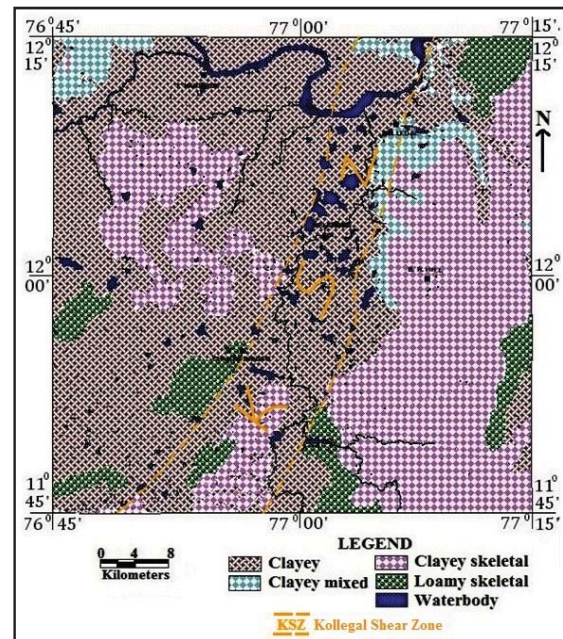 76 45 77 00 77 15
12 15
12 15
N
Z
12 00
12 00
S
K
11 45
11 45
76 45 77 00 77 15
LEGEND
0 4 8
Kilometers
Clayey
Clayey skeletal
Clayey mixed
Loamy skeletal
Waterbody
KSZ Kollegal Shear Zone